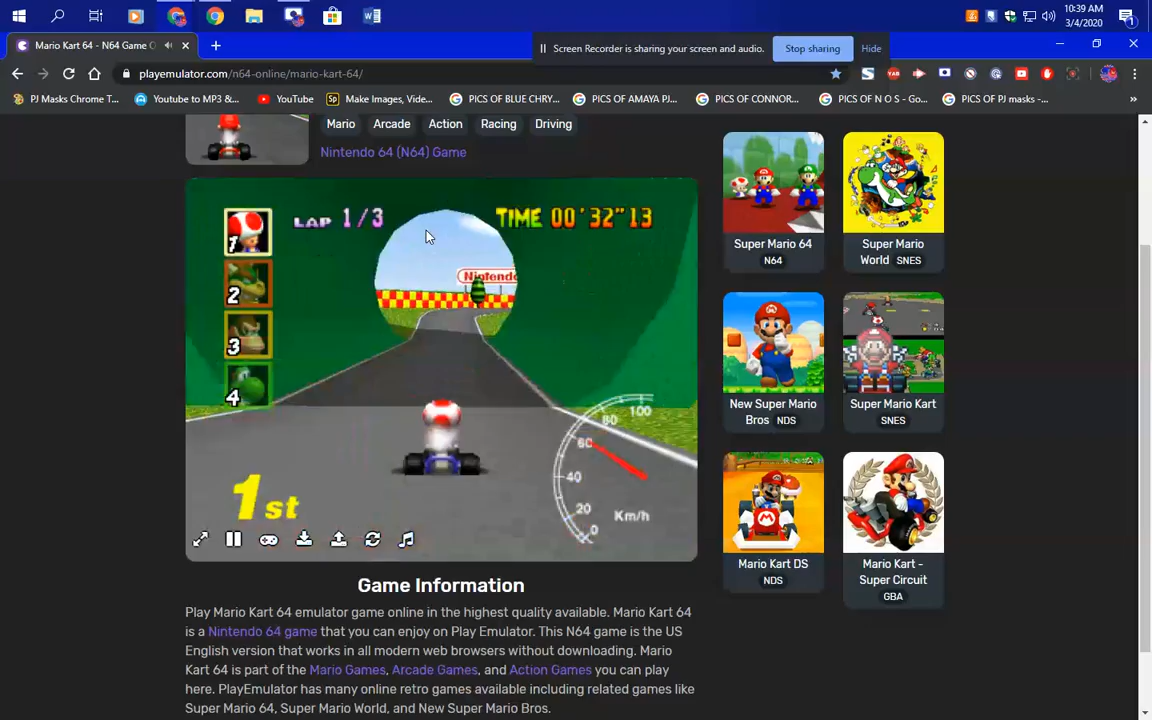 10:39 AM
3/4/2020
1
Mario Kart 64 - N64 Game O
Screen Recorder is sharing your screen and audio.
Stop sharing
Hide
playemulator.com/n64-online/mario-kart-64/
PJ Masks Chrome T...
Youtube to MP3 &...
YouTube
Make Images, Vide...
PICS OF BLUE CHRY...
PICS OF AMAYA PJ...
PICS OF CONNOR...
PICS OF N O S - Go...
PICS OF PJ masks -...
Mario Arcade Action Racing Driving
Nintendo 64 (N64) Game
LAP 1/3
TIME 00'32"13
Nintendo
1
2
3
4
1st
100
80
60
40
20
0
Km/h
Super Mario 64
N64
Super Mario
World SNES
New Super Mario
Bros NDS
Super Mario Kart
SNES
Mario Kart DS
NDS
Mario Kart -
Super Circuit
GBA
Game Information
Play Mario Kart 64 emulator game online in the highest quality available. Mario Kart 64
is a Nintendo 64 game that you can enjoy on Play Emulator. This N64 game is the US
English version that works in all modern web browsers without downloading. Mario
Kart 64 is part of the Mario Games, Arcade Games, and Action Games you can play
here. PlayEmulator has many online retro games available including related games like
Super Mario 64, Super Mario World, and New Super Mario Bros.